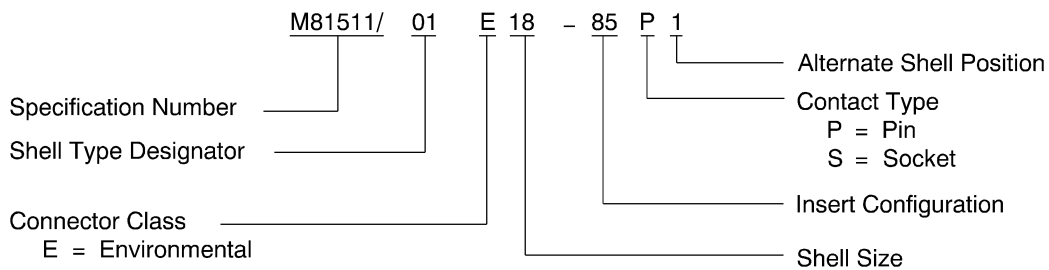 M81511/ 01 E 18 – 85 P 1
Alternate Shell Position
Specification Number
Contact Type
P = Pin
Shell Type Designator
S = Socket
Insert Configuration
Connector Class
E = Environmental
Shell Size